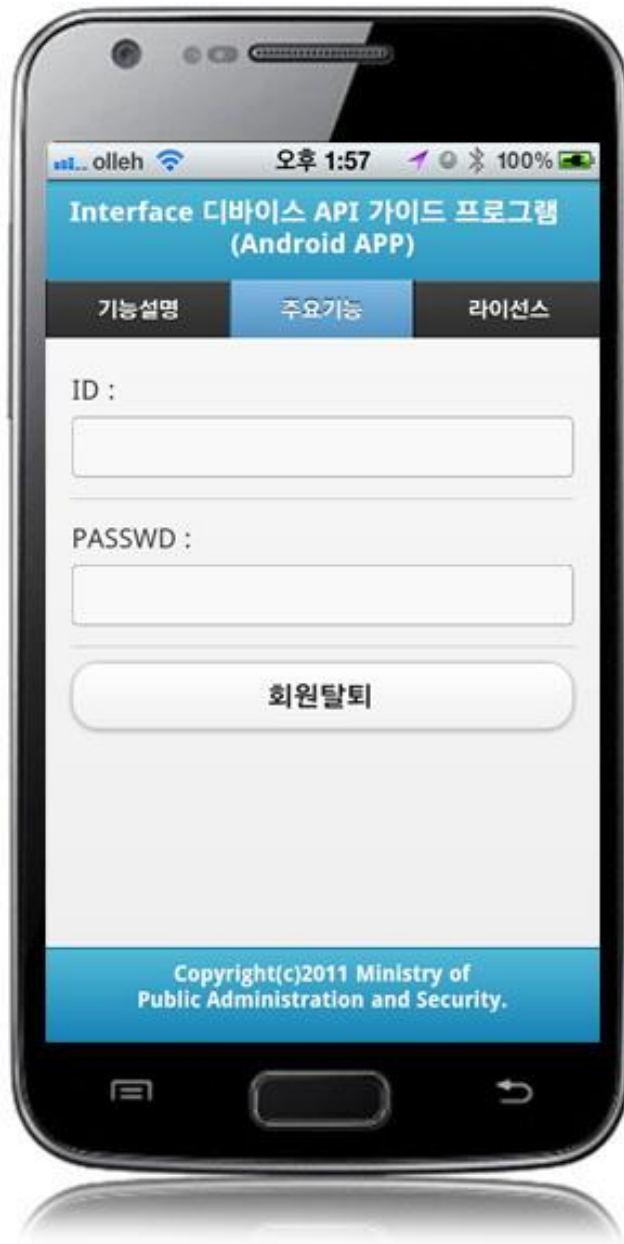 olleh 오후 1:57 100%
Interface 디바이스 API 가이드 프로그램
(Android APP)
기능설명 주요기능 라이선스
ID :
PASSWD :
회원탈퇴
Copyright(c)2011 Ministry of
Public Administration and Security.